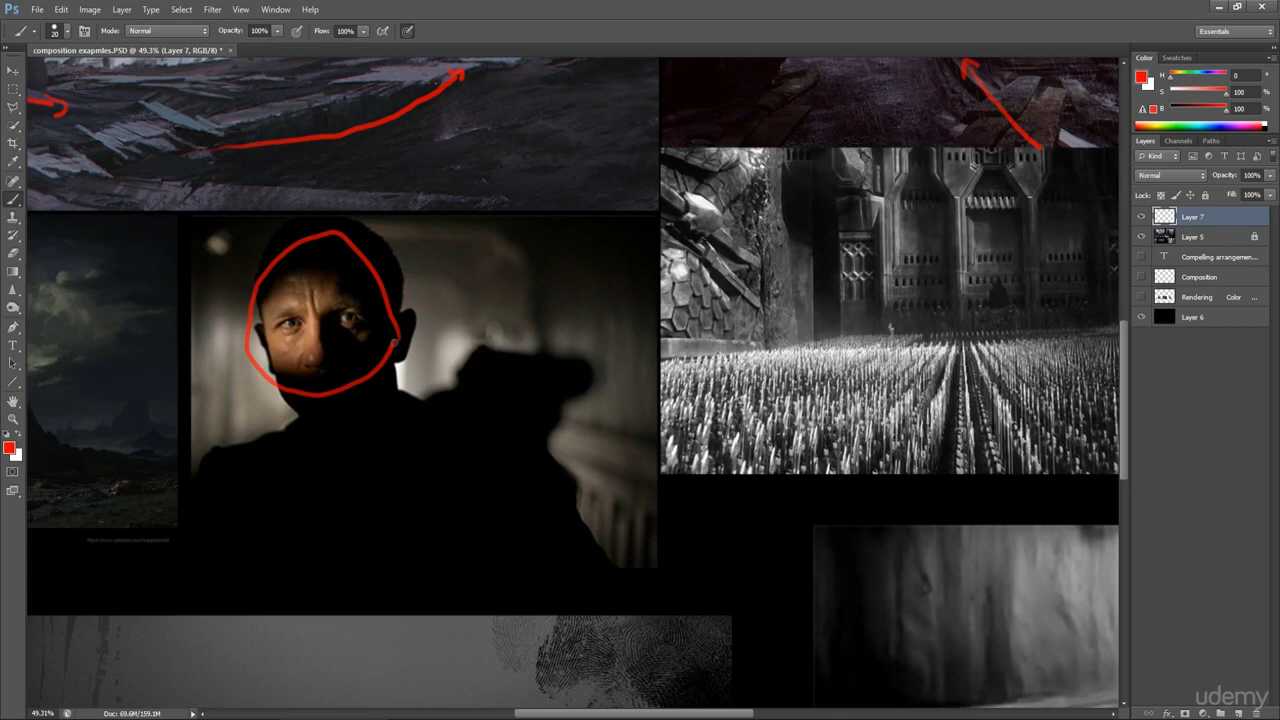 Ps File Edit Image Layer Type Select Filter View Window Help
20 Mode: Normal Opacity: 100% Flow: 100% Essentials
composition exapmles.PSD @ 49.3% (Layer 7, RGB/8) * ×
Color Swatches
H 0 °
S 100 %
B 100 %
Layers Channels Paths
Kind
Normal Opacity: 100%
Lock: Fill: 100%
Layer 7
Layer 5
T Compelling arrangemen...
Composition
Rendering Color ...
Layer 6
49.31% Doc: 69.6M/159.1M
fx
udemy